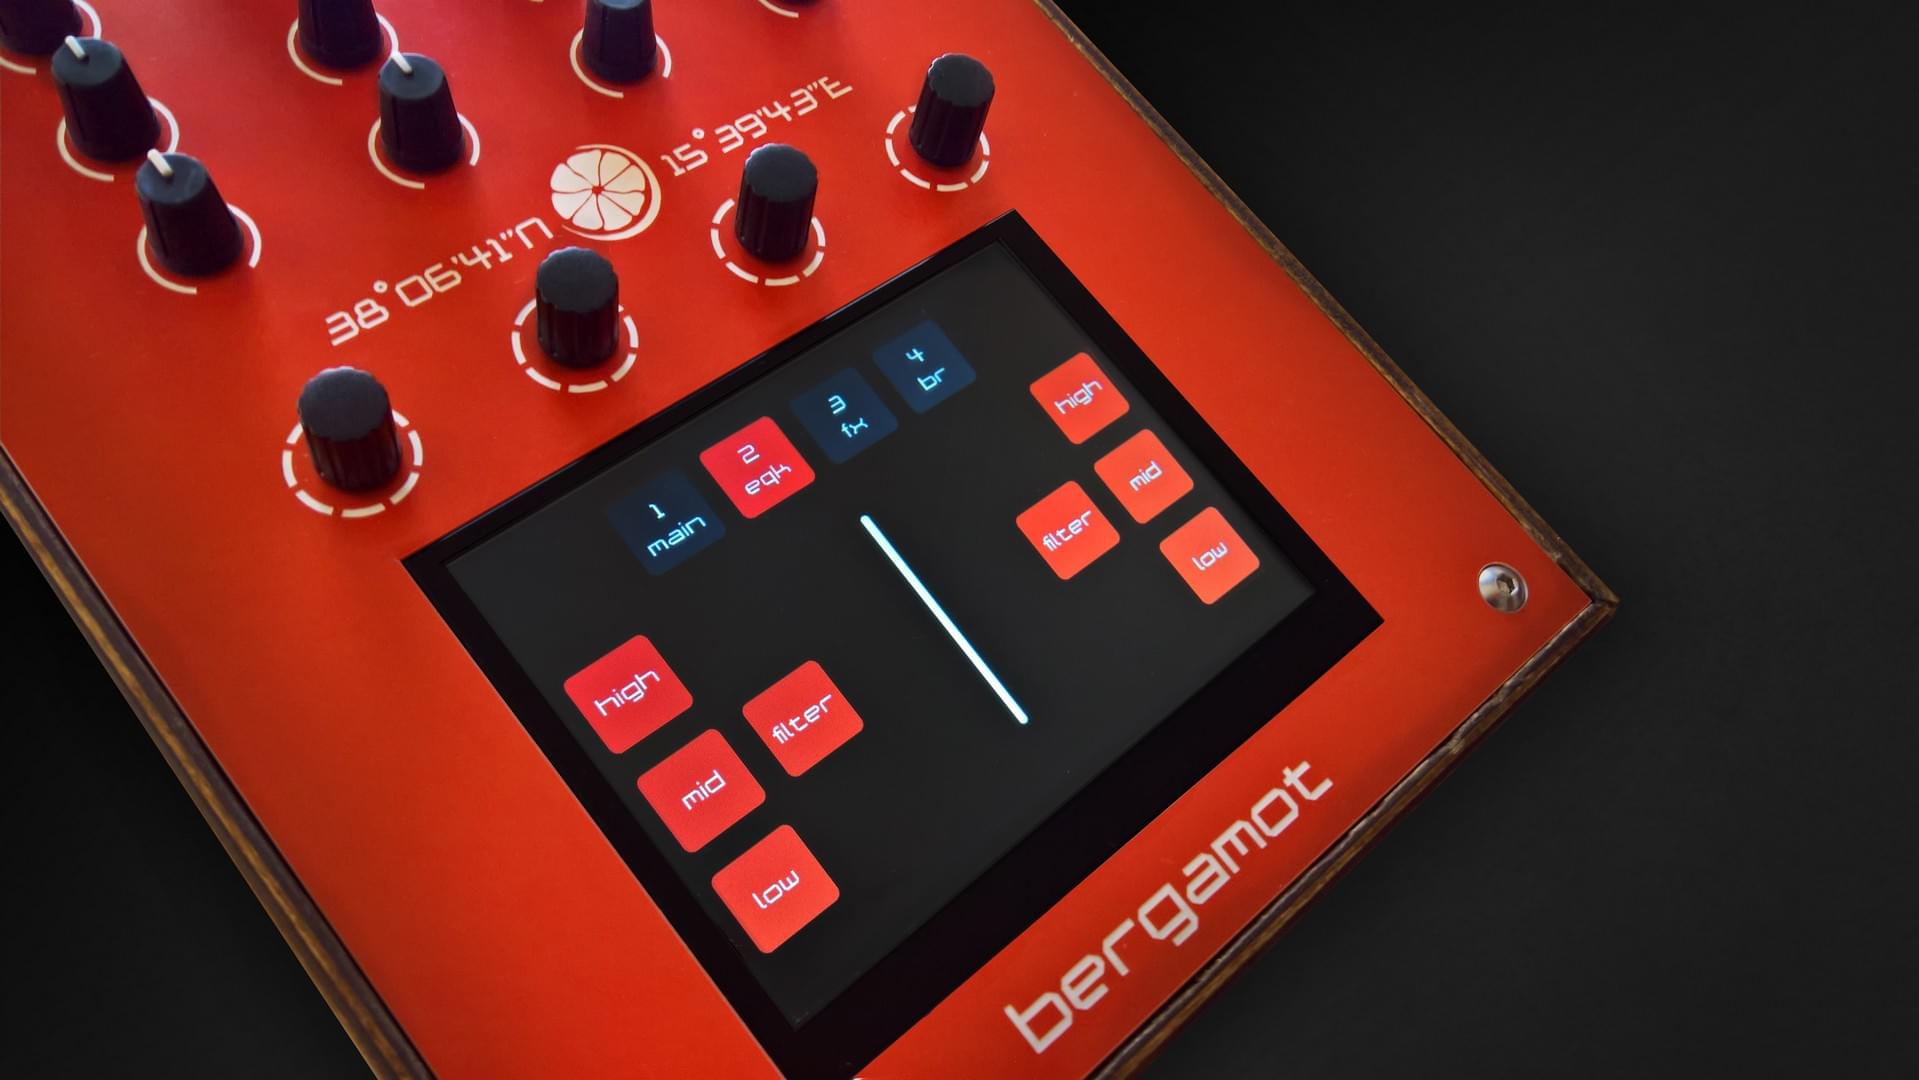 38°06'41"N 15°39'43"E
1
main
2
eqk
3
fx
4
br
high
mid
low
filter
high
mid
low
filter
bergamot